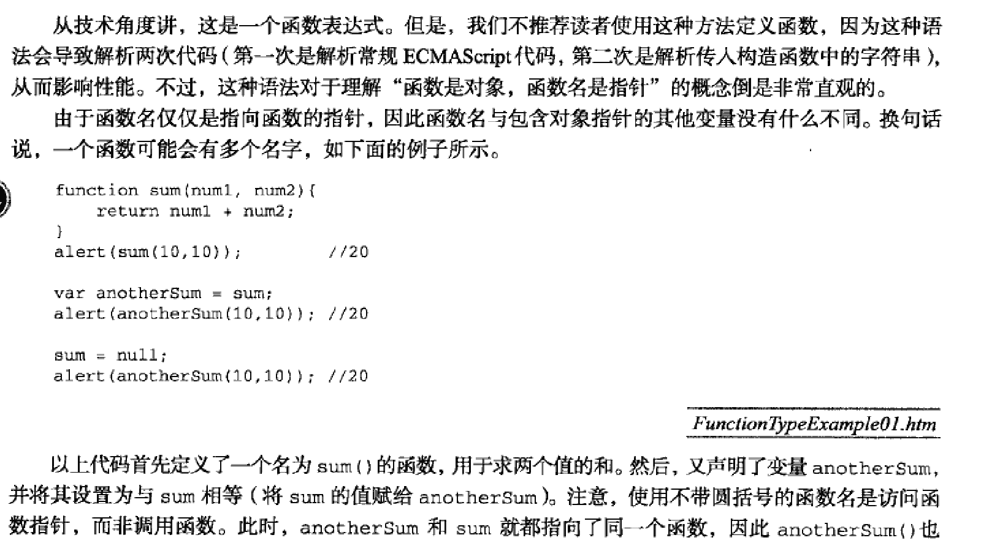 从技术角度讲，这是一个函数表达式。但是，我们不推荐读者使用这种方法定义函数，因为这种语
法会导致解析两次代码（第一次是解析常规 ECMAScript代码，第二次是解析传人构造函数中的字符串），
从而影响性能。不过，这种语法对于理解“函数是对象，函数名是指针”的概念倒是非常直观的。
由于函数名仅仅是指向函数的指针，因此函数名与包含对象指针的其他变量没有什么不同。换句话
说，一个函数可能会有多个名字，如下面的例子所示。
function sum(num1, num2){
    return num1 + num2;
}
alert(sum(10,10));         //20
var anotherSum = sum;
alert(anotherSum(10,10)); //20
sum = null;
alert(anotherSum(10,10)); //20
FunctionTypeExample01.htm
以上代码首先定义了一个名为 sum()的函数，用于求两个值的和。然后，又声明了变量 anotherSum，
并将其设置为与 sum 相等（将 sum 的值赋给 anotherSum）。注意，使用不带圆括号的函数名是访问函
数指针，而非调用函数。此时，anotherSum 和 sum 就都指向了同一个函数，因此 anotherSum()也